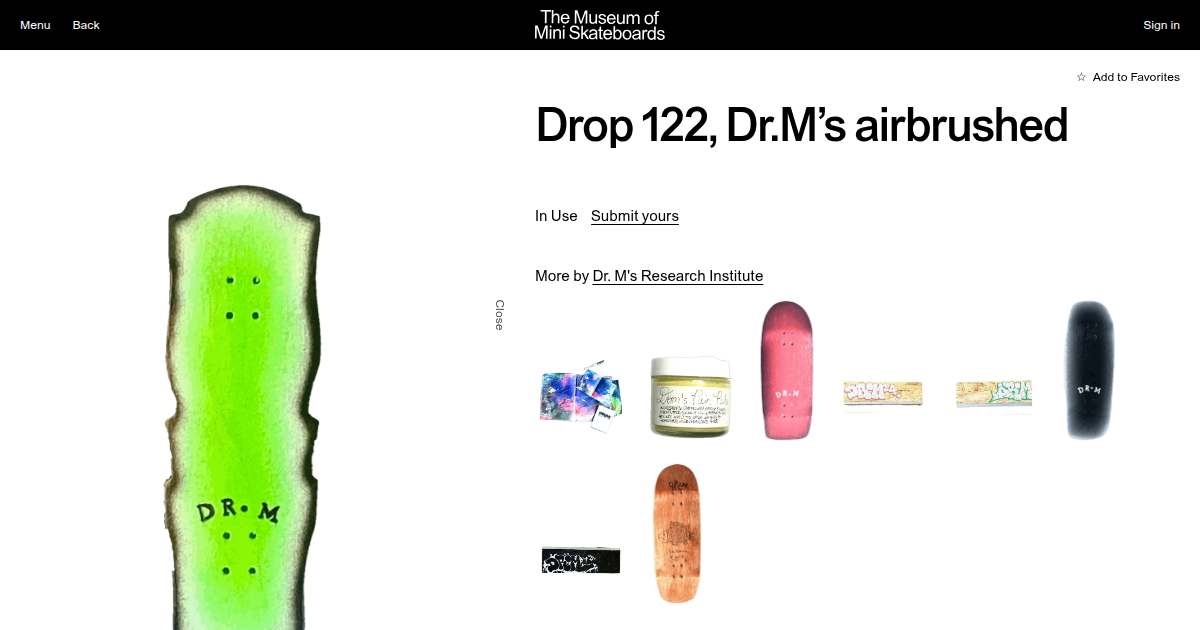 Menu
Back
The Museum of
Mini Skateboards
Sign in
☆ Add to Favorites
Drop 122, Dr.M’s airbrushed
In Use Submit yours
More by Dr. M's Research Institute
Close
DR•M
DR•M
DR•M